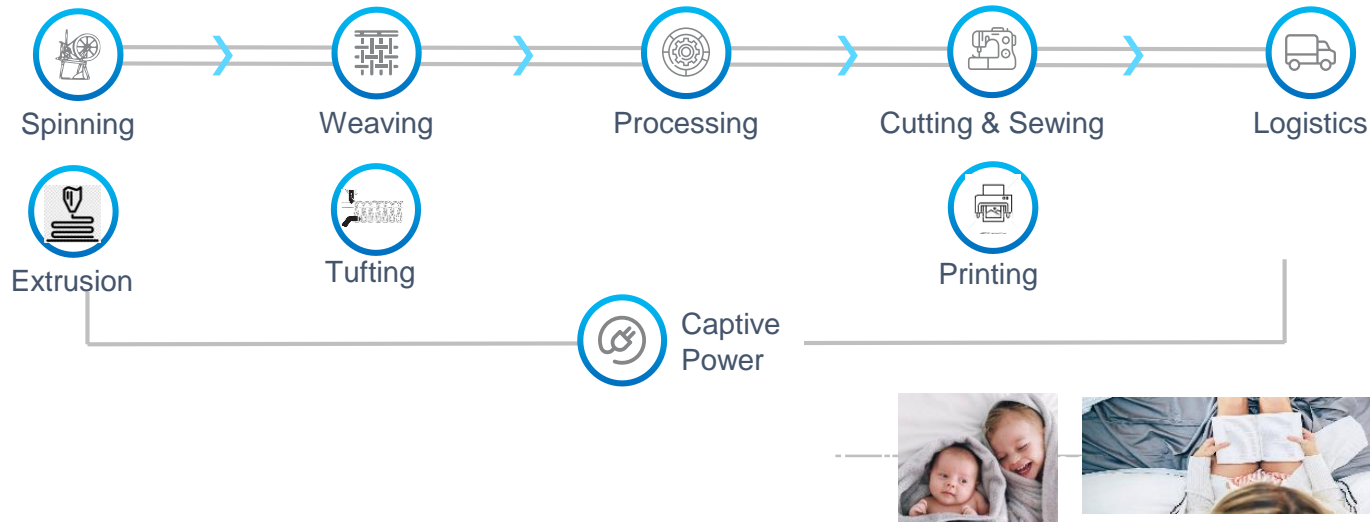 Spinning
Weaving
Processing
Cutting & Sewing
Logistics
Extrusion
Tufting
Printing
Captive
Power